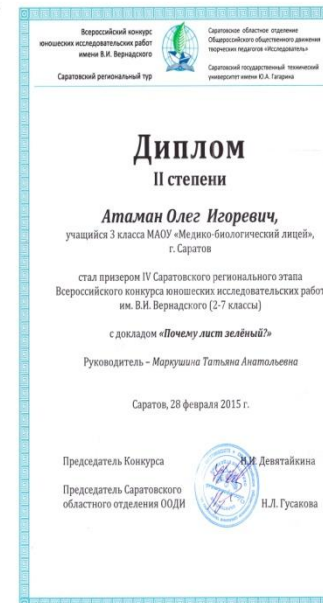 Всероссийский конкурс
юношеских исследовательских работ
имени В.И. Вернадского
Саратовский региональный тур
Саратовское областное отделение
Общероссийского общественного движения
творческих педагогов «Исследователь»
Саратовский государственный технический
университет имени Ю.А. Гагарина
Диплом
II степени
Атаман Олег Игоревич,
учащийся 3 класса МАОУ «Медико-биологический лицей»,
г. Саратов
стал призером IV Саратовского регионального этапа
Всероссийского конкурса юношеских исследовательских работ
им. В.И. Вернадского (2-7 классы)
с докладом «Почему лист зелёный?»
Руководитель – Маркушина Татьяна Анатольевна
Саратов, 28 февраля 2015 г.
Председатель Конкурса Н.И. Девятайкина
Председатель Саратовского
областного отделения ООДИ Н.Л. Гусакова